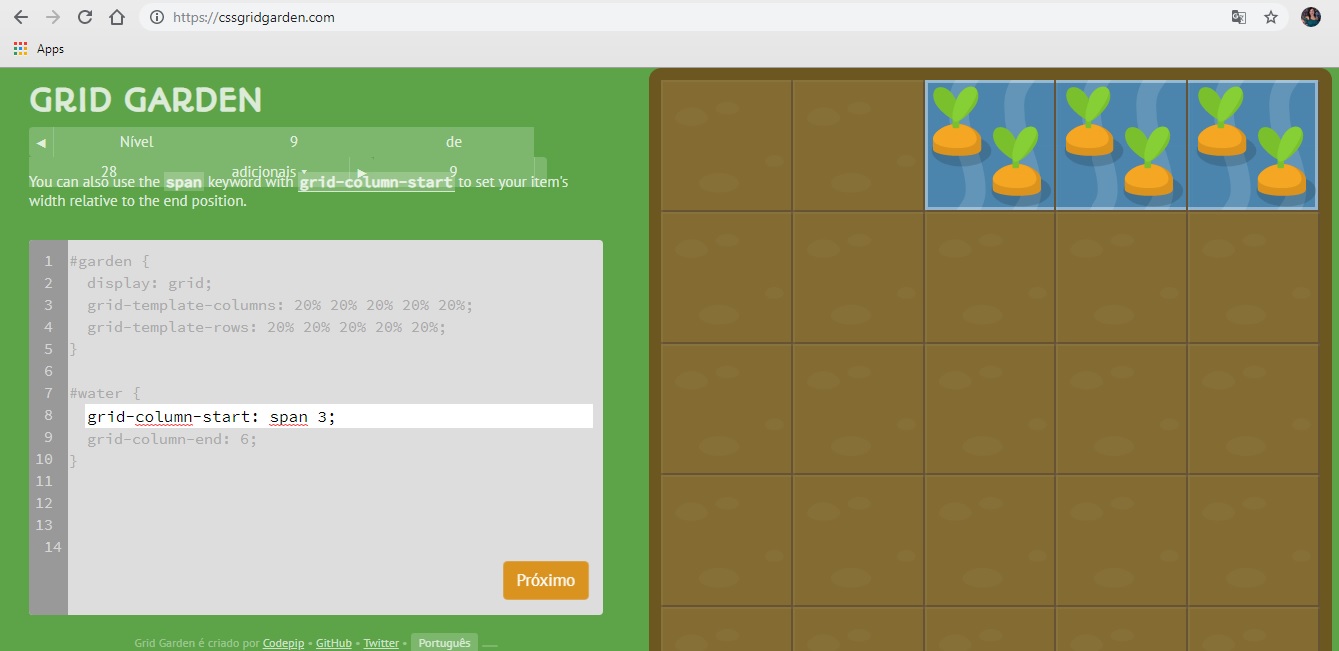 https://cssgridgarden.com
Apps
GRID GARDEN
◀ Nível 9 de
28 adicionais ▾ ▶ 9
You can also use the span keyword with grid-column-start to set your item's
width relative to the end position.
1 #garden {
2 display: grid;
3 grid-template-columns: 20% 20% 20% 20% 20%;
4 grid-template-rows: 20% 20% 20% 20% 20%;
5 }
6
7 #water {
8 grid-column-start: span 3;
9 grid-column-end: 6;
10 }
11
12
13
14
Próximo
Grid Garden é criado por Codepip • GitHub • Twitter • Português